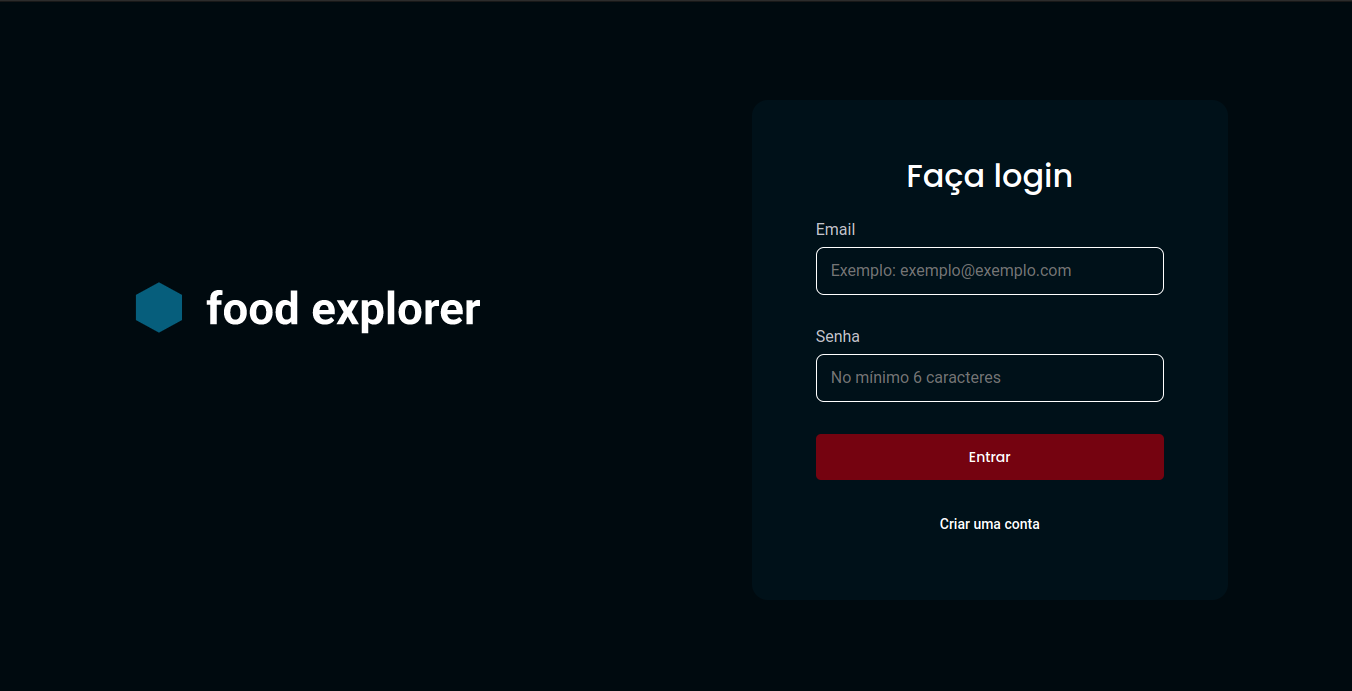 food explorer
Faça login
Email
Exemplo: exemplo@exemplo.com
Senha
No mínimo 6 caracteres
Entrar
Criar uma conta